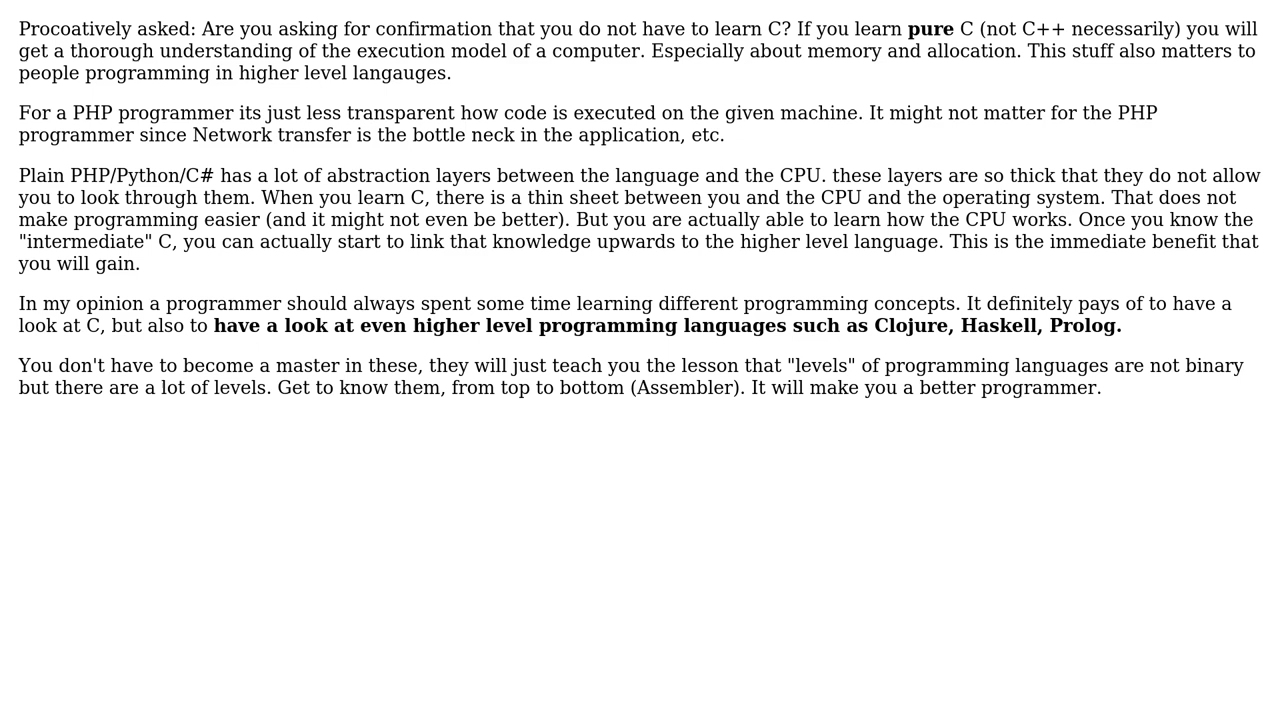 Procoatively asked: Are you asking for confirmation that you do not have to learn C? If you learn pure C (not C++ necessarily) you will
get a thorough understanding of the execution model of a computer. Especially about memory and allocation. This stuff also matters to
people programming in higher level langauges.
For a PHP programmer its just less transparent how code is executed on the given machine. It might not matter for the PHP
programmer since Network transfer is the bottle neck in the application, etc.
Plain PHP/Python/C# has a lot of abstraction layers between the language and the CPU. these layers are so thick that they do not allow
you to look through them. When you learn C, there is a thin sheet between you and the CPU and the operating system. That does not
make programming easier (and it might not even be better). But you are actually able to learn how the CPU works. Once you know the
"intermediate" C, you can actually start to link that knowledge upwards to the higher level language. This is the immediate benefit that
you will gain.
In my opinion a programmer should always spent some time learning different programming concepts. It definitely pays of to have a
look at C, but also to have a look at even higher level programming languages such as Clojure, Haskell, Prolog.
You don't have to become a master in these, they will just teach you the lesson that "levels" of programming languages are not binary
but there are a lot of levels. Get to know them, from top to bottom (Assembler). It will make you a better programmer.